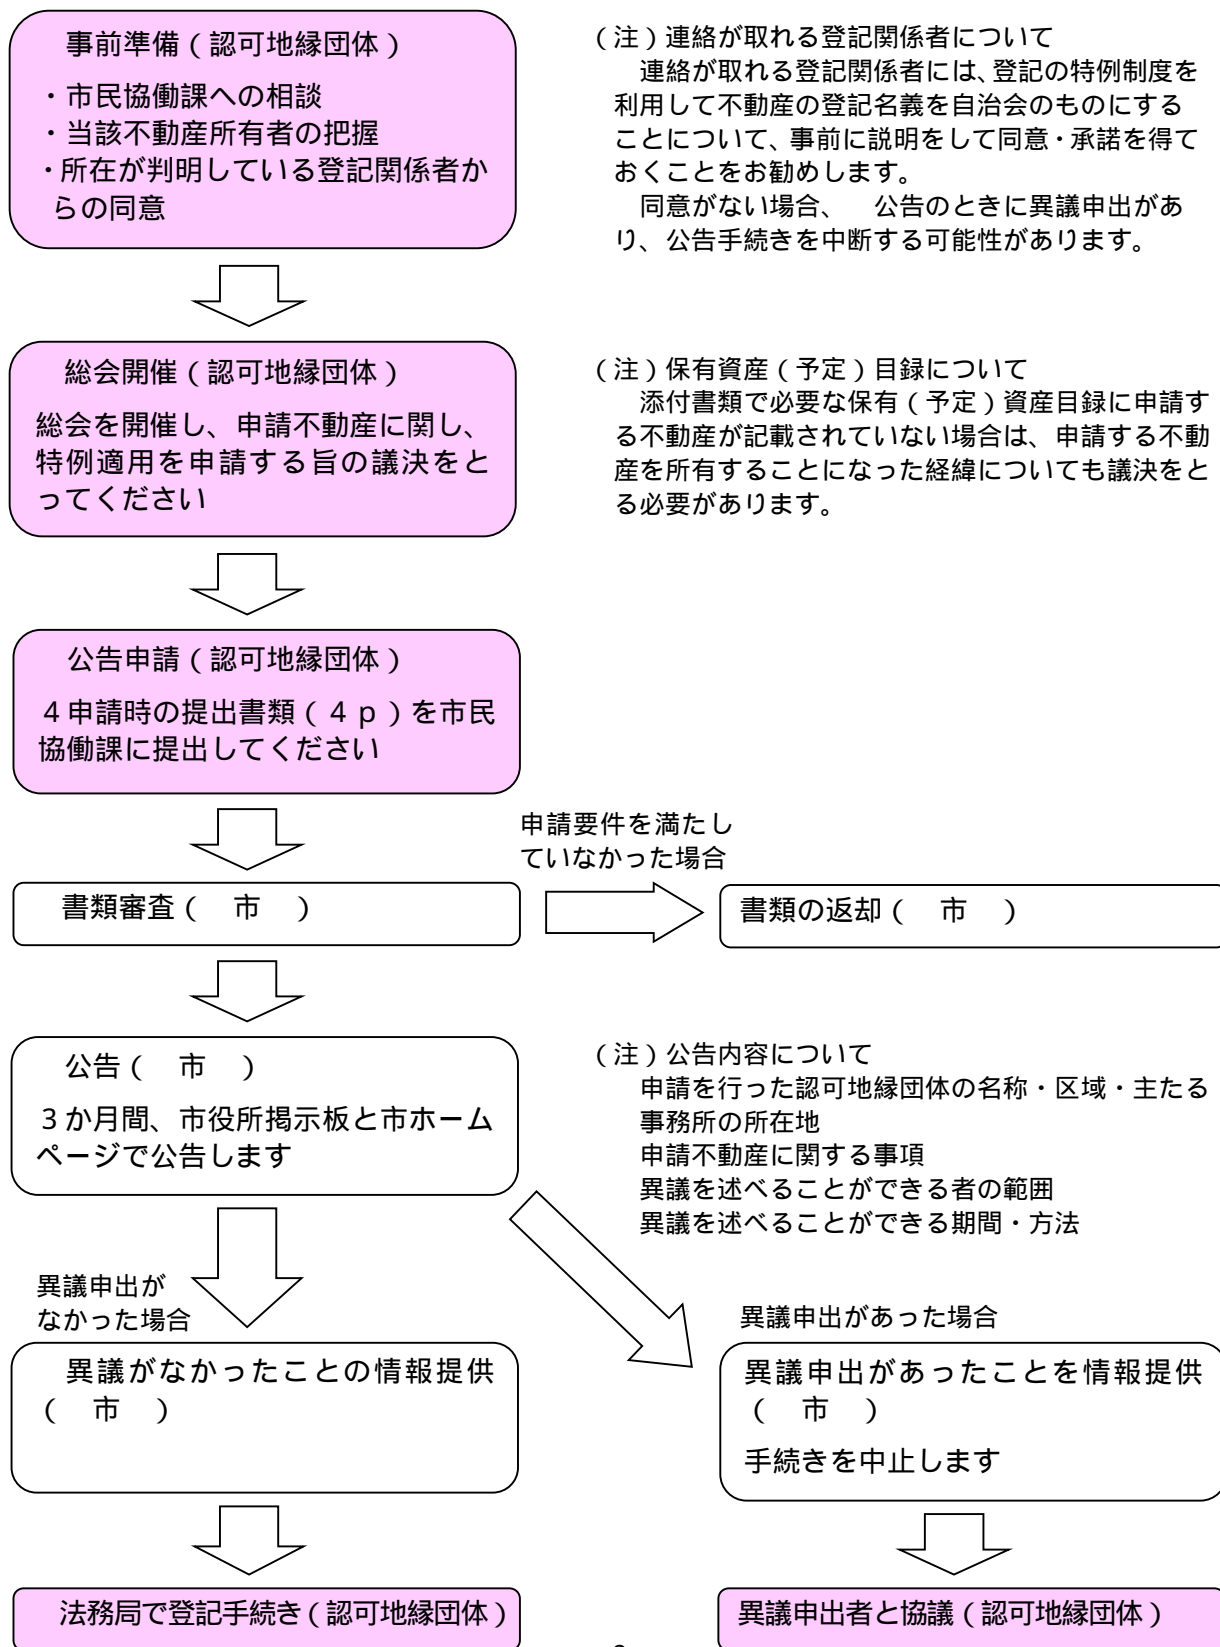 事前準備（認可地縁団体）
・市民協働課への相談
・当該不動産所有者の把握
・所在が判明している登記関係者か
らの同意
（注）連絡が取れる登記関係者について
連絡が取れる登記関係者には、登記の特例制度を
利用して不動産の登記名義を自治会のものにする
ことについて、事前に説明をして同意・承諾を得て
おくことをお勧めします。
同意がない場合、　公告のときに異議申出があ
り、公告手続きを中断する可能性があります。
総会開催（認可地縁団体）
総会を開催し、申請不動産に関し、
特例適用を申請する旨の議決をと
ってください
（注）保有資産（予定）目録について
添付書類で必要な保有（予定）資産目録に申請す
る不動産が記載されていない場合は、申請する不動
産を所有することになった経緯についても議決をと
る必要があります。
公告申請（認可地縁団体）
４申請時の提出書類（４ｐ）を市民
協働課に提出してください
申請要件を満たし
ていなかった場合
書類審査（　市　）
書類の返却（　市　）
公告（　市　）
３か月間、市役所掲示板と市ホーム
ページで公告します
（注）公告内容について
申請を行った認可地縁団体の名称・区域・主たる
事務所の所在地
申請不動産に関する事項
異議を述べることができる者の範囲
異議を述べることができる期間・方法
異議申出が
なかった場合
異議申出があった場合
異議がなかったことの情報提供
（　市　）
異議申出があったことを情報提供
（　市　）
手続きを中止します
法務局で登記手続き（認可地縁団体）
異議申出者と協議（認可地縁団体）